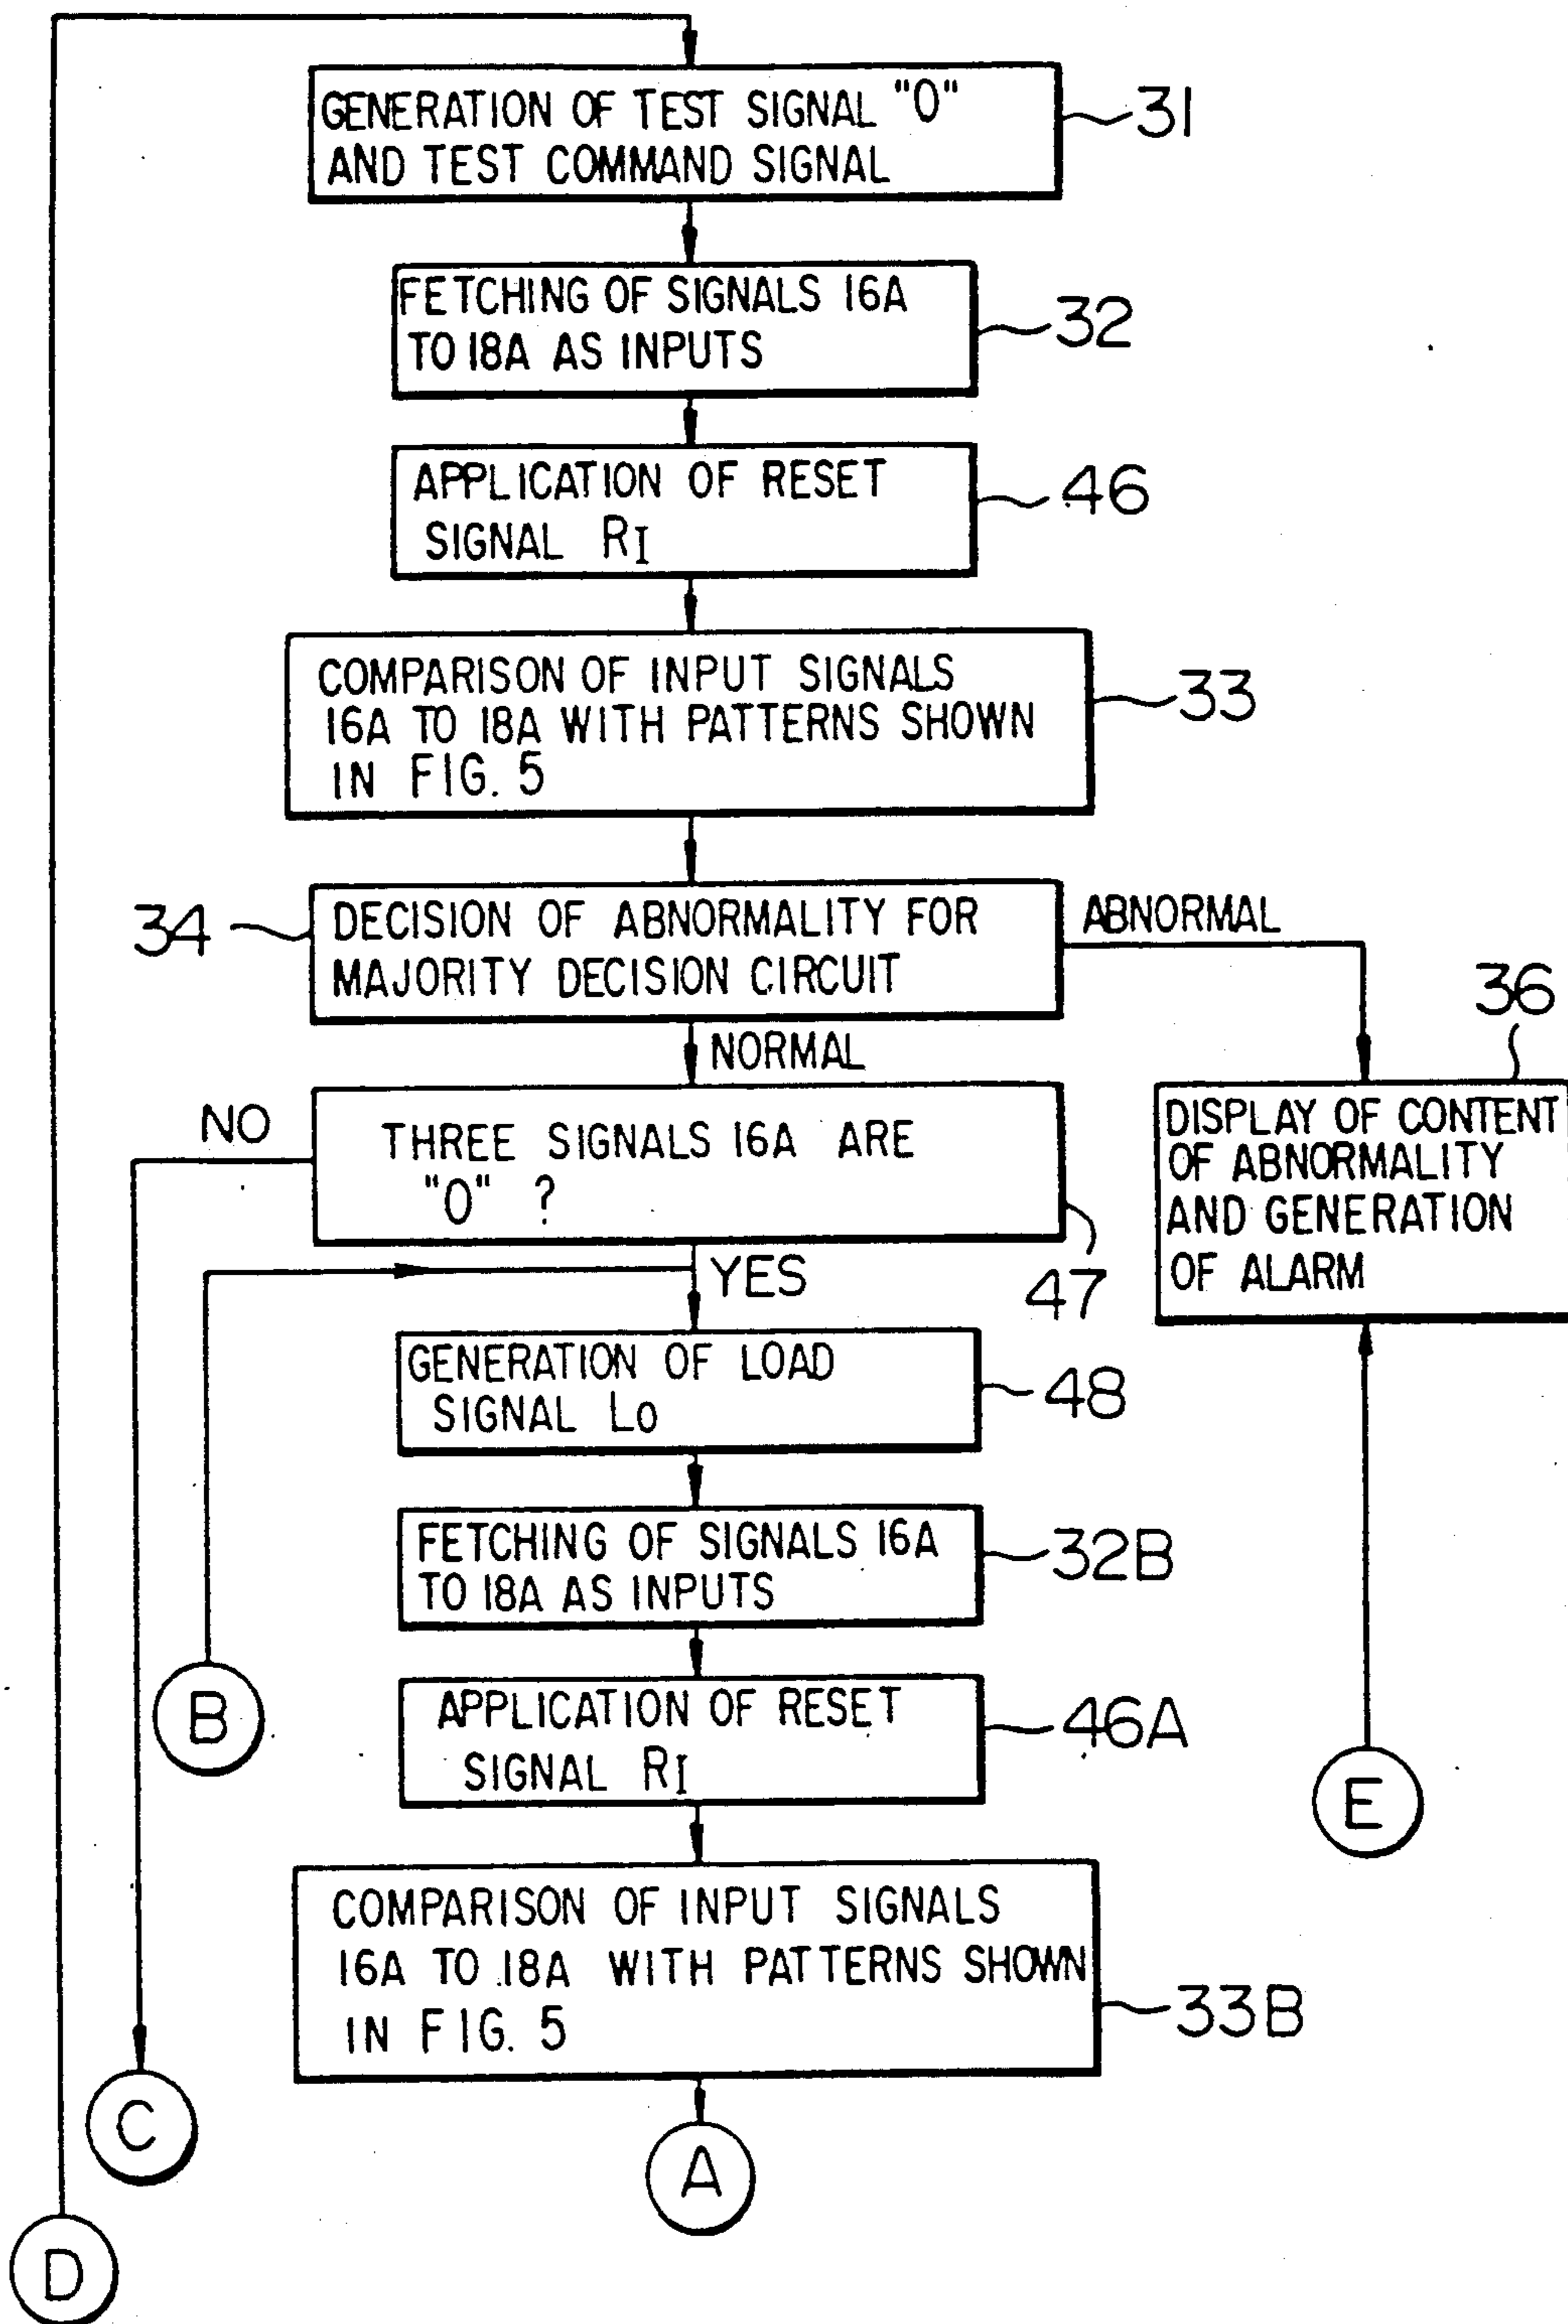 GENERATION OF TEST SIGNAL "0"
AND TEST COMMAND SIGNAL
31
FETCHING OF SIGNALS 16A
TO 18A AS INPUTS
32
APPLICATION OF RESET
SIGNAL RI
46
COMPARISON OF INPUT SIGNALS
16A TO 18A WITH PATTERNS SHOWN
IN FIG. 5
33
34
DECISION OF ABNORMALITY FOR
MAJORITY DECISION CIRCUIT
ABNORMAL
NORMAL
36
DISPLAY OF CONTENT
OF ABNORMALITY
AND GENERATION
OF ALARM
NO
THREE SIGNALS 16A ARE
"0" ?
47
YES
GENERATION OF LOAD
SIGNAL Lo
48
FETCHING OF SIGNALS 16A
TO 18A AS INPUTS
32B
B
APPLICATION OF RESET
SIGNAL RI
46A
E
COMPARISON OF INPUT SIGNALS
16A TO 18A WITH PATTERNS SHOWN
IN FIG. 5
33B
C
A
D